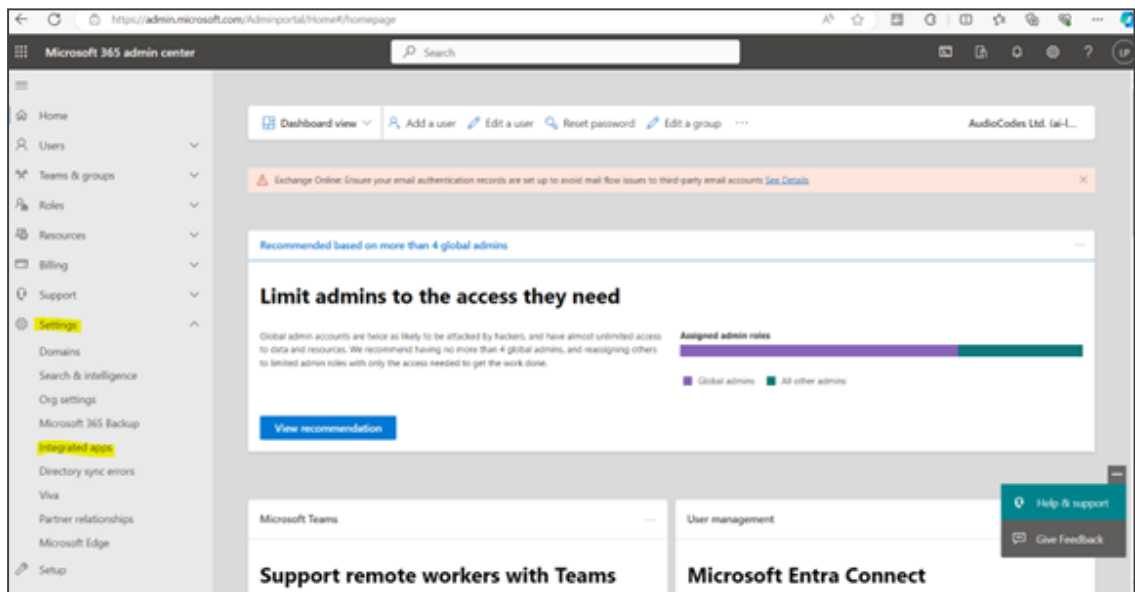 https://admin.microsoft.com/Adminportal/Home#/homepage
Microsoft 365 admin center
Search
LP
Home
Users
Teams & groups
Roles
Resources
Billing
Support
Settings
Domains
Search & intelligence
Org settings
Microsoft 365 Backup
Integrated apps
Directory sync errors
Viva
Partner relationships
Microsoft Edge
Setup
Dashboard view
Add a user
Edit a user
Reset password
Edit a group
AudioCodes Ltd. (ai-l...
Exchange Online: Ensure your email authentication records are set up to avoid mail flow issues to third-party email accounts See Details
Recommended based on more than 4 global admins
Limit admins to the access they need
Global admin accounts are twice as likely to be attacked by hackers, and have almost unlimited access
to data and resources. We recommend having no more than 4 global admins, and reassigning others
to limited admin roles with only the access needed to get the work done.
Assigned admin roles
Global admins
All other admins
View recommendation
Help & support
Give Feedback
Microsoft Teams
User management
Support remote workers with Teams
Microsoft Entra Connect